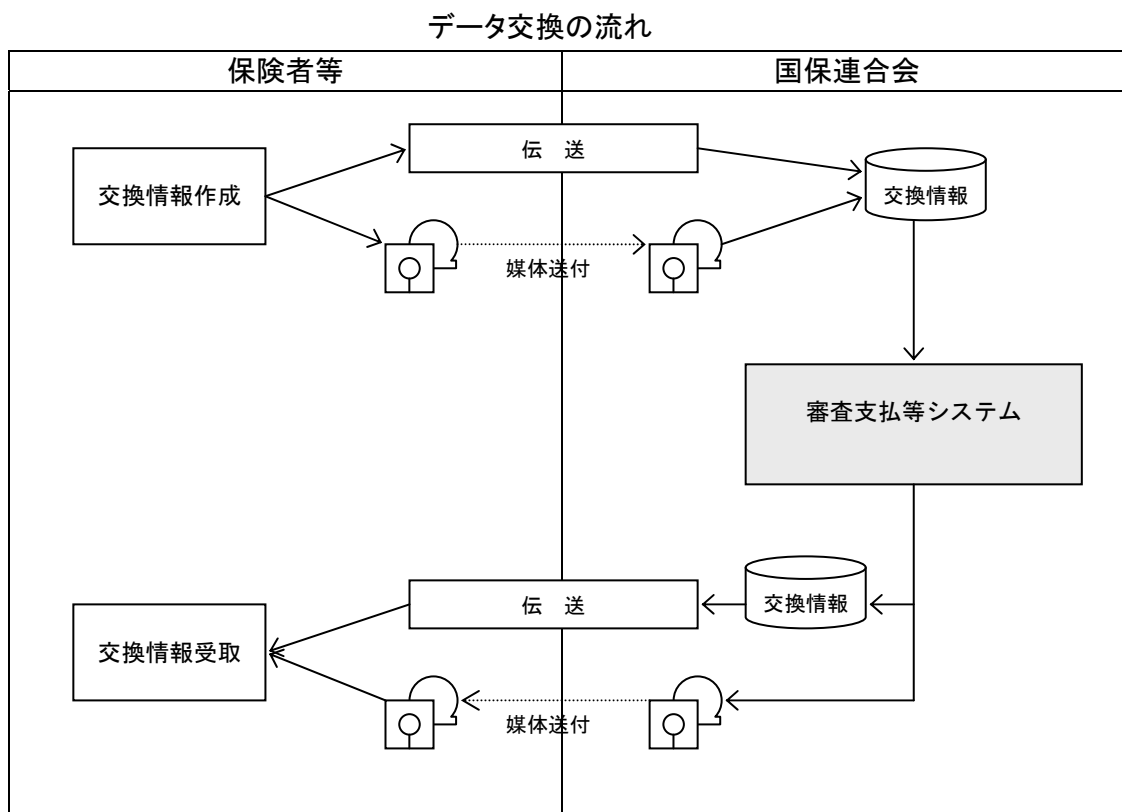 データ交換の流れ
保険者等
国保連合会
伝　送
交換情報作成
交換情報
媒体送付
審査支払等システム
伝　送
交換情報
交換情報受取
媒体送付